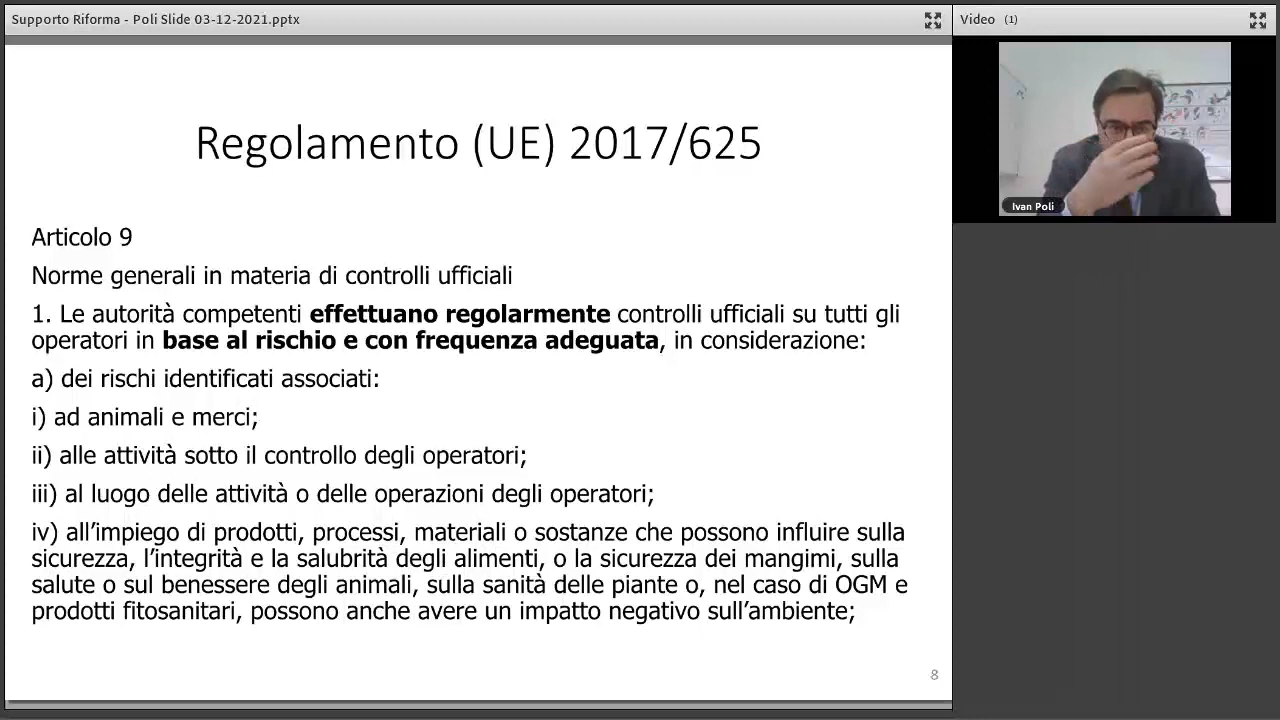 Supporto Riforma - Poli Slide 03-12-2021.pptx
Video (1)
Ivan Poli
Regolamento (UE) 2017/625
Articolo 9
Norme generali in materia di controlli ufficiali
1. Le autorità competenti effettuano regolarmente controlli ufficiali su tutti gli
operatori in base al rischio e con frequenza adeguata, in considerazione:
a) dei rischi identificati associati:
i) ad animali e merci;
ii) alle attività sotto il controllo degli operatori;
iii) al luogo delle attività o delle operazioni degli operatori;
iv) all’impiego di prodotti, processi, materiali o sostanze che possono influire sulla
sicurezza, l’integrità e la salubrità degli alimenti, o la sicurezza dei mangimi, sulla
salute o sul benessere degli animali, sulla sanità delle piante o, nel caso di OGM e
prodotti fitosanitari, possono anche avere un impatto negativo sull’ambiente;
8